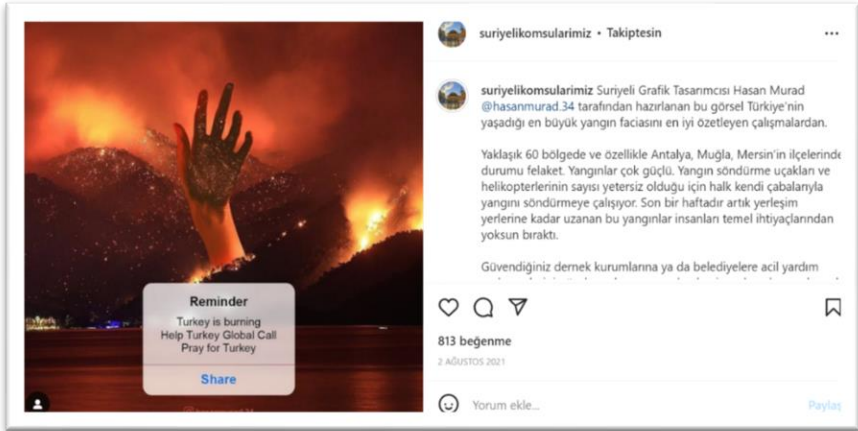 suriyelikomsularimiz • Takiptesin
suriyelikomsularimiz Suriyeli Grafik Tasarımcısı Hasan Murad
@hasanmurad.34 tarafından hazırlanan bu görsel Türkiye'nin
yaşadığı en büyük yangın faciasını en iyi özetleyen çalışmalardan.
Yaklaşık 60 bölgede ve özellikle Antalya, Muğla, Mersin'in ilçelerinde
durumu felaket. Yangınlar çok güçlü. Yangın söndürme uçakları ve
helikopterlerinin sayısı yetersiz olduğu için halk kendi çabalarıyla
yangını söndürmeye çalışıyor. Son bir haftadır artık yerleşim
yerlerine kadar uzanan bu yangınlar insanları temel ihtiyaçlarından
yoksun bıraktı.
Güvendiğiniz dernek kurumlarına ya da belediyelere acil yardım
Reminder
Turkey is burning
Help Turkey Global Call
Pray for Turkey
Share
813 beğenme
2 AĞUSTOS 2021
Yorum ekle...
Paylaş